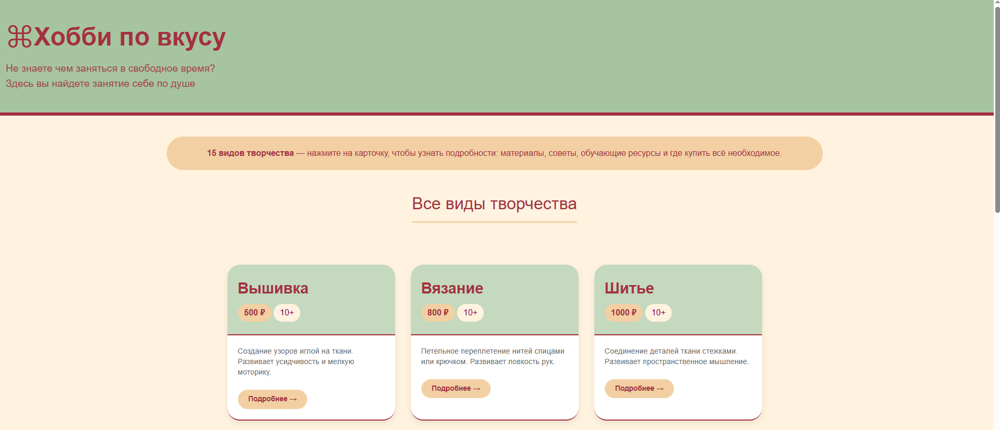 ⌘Хобби по вкусу
Не знаете чем заняться в свободное время?
Здесь вы найдете занятие себе по душе
15 видов творчества — нажмите на карточку, чтобы узнать подробности: материалы, советы, обучающие ресурсы и где купить всё необходимое.
Все виды творчества
Вышивка
500 ₽ 10+
Создание узоров иглой на ткани.
Развивает усидчивость и мелкую
моторику.
Подробнее →
Вязание
800 ₽ 10+
Петельное переплетение нитей спицами
или крючком. Развивает ловкость рук.
Подробнее →
Шитье
1000 ₽ 10+
Соединение деталей ткани стежками.
Развивает пространственное мышление.
Подробнее →